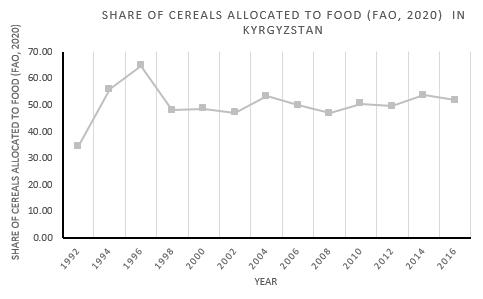 SHARE OF CEREALS ALLOCATED TO FOOD (FAO, 2020) IN
KYRGYZSTAN
SHARE OF CEREALS ALLOCATED TO FOOD (FAO, 2020)
70.00
60.00
50.00
40.00
30.00
20.00
10.00
0.00
1992 1994 1996 1998 2000 2002 2004 2006 2008 2010 2012 2014 2016
YEAR